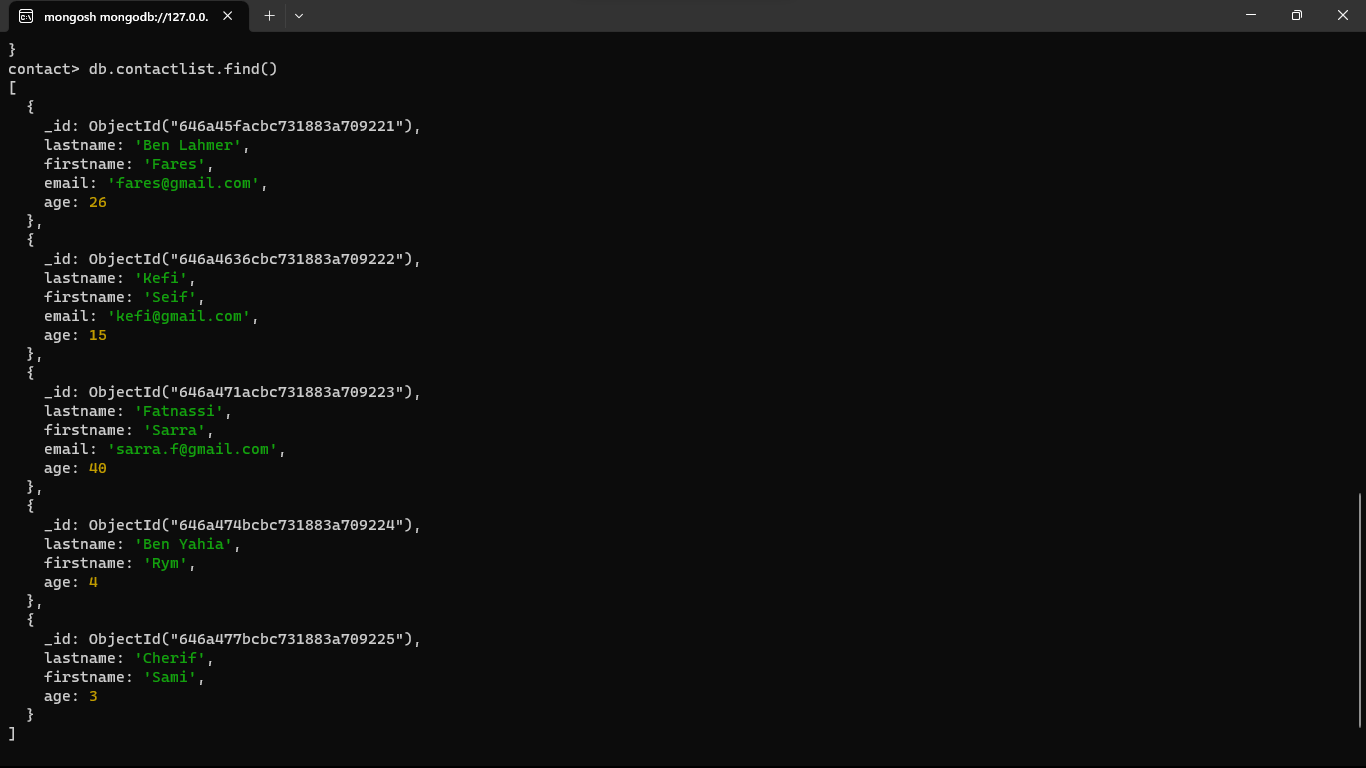 mongosh mongodb://127.0.0.
}
contact> db.contactlist.find()
[
  {
    _id: ObjectId("646a45facbc731883a709221"),
    lastname: 'Ben Lahmer',
    firstname: 'Fares',
    email: 'fares@gmail.com',
    age: 26
  },
  {
    _id: ObjectId("646a4636cbc731883a709222"),
    lastname: 'Kefi',
    firstname: 'Seif',
    email: 'kefi@gmail.com',
    age: 15
  },
  {
    _id: ObjectId("646a471acbc731883a709223"),
    lastname: 'Fatnassi',
    firstname: 'Sarra',
    email: 'sarra.f@gmail.com',
    age: 40
  },
  {
    _id: ObjectId("646a474bcbc731883a709224"),
    lastname: 'Ben Yahia',
    firstname: 'Rym',
    age: 4
  },
  {
    _id: ObjectId("646a477bcbc731883a709225"),
    lastname: 'Cherif',
    firstname: 'Sami',
    age: 3
  }
]